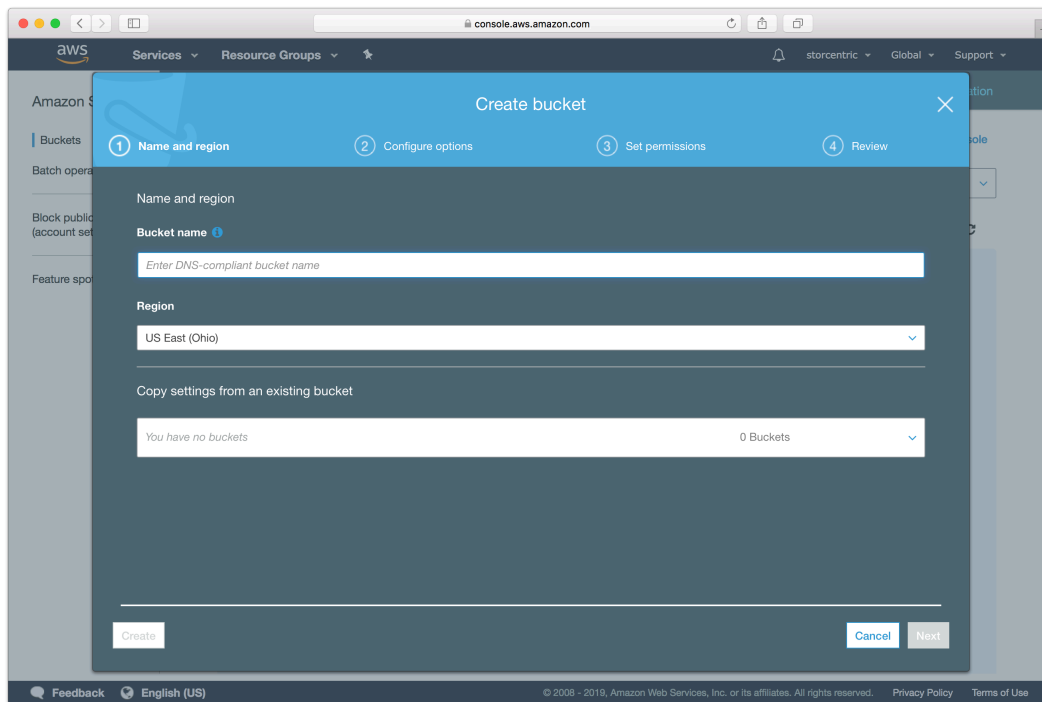 console.aws.amazon.com
aws Services Resource Groups storcentric Global Support
Amazon S
Create bucket
Buckets
Batch opera
Block public
(account set
Feature spot
1 Name and region 2 Configure options 3 Set permissions 4 Review
Name and region
Bucket name
Enter DNS-compliant bucket name
Region
US East (Ohio)
Copy settings from an existing bucket
You have no buckets 0 Buckets
Create Cancel Next
Feedback English (US) © 2008 - 2019, Amazon Web Services, Inc. or its affiliates. All rights reserved. Privacy Policy Terms of Use